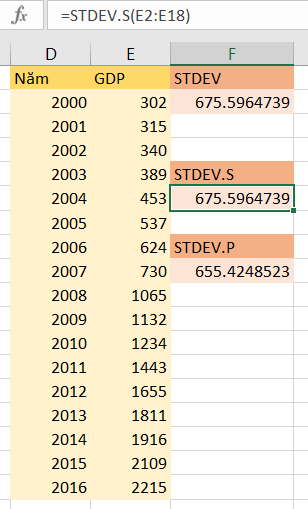 fx =STDEV.S(E2:E18)
D E F
Năm GDP STDEV
2000 302 675.5964739
2001 315
2002 340
2003 389 STDEV.S
2004 453 675.5964739
2005 537
2006 624 STDEV.P
2007 730 655.4248523
2008 1065
2009 1132
2010 1234
2011 1443
2012 1655
2013 1811
2014 1916
2015 2109
2016 2215